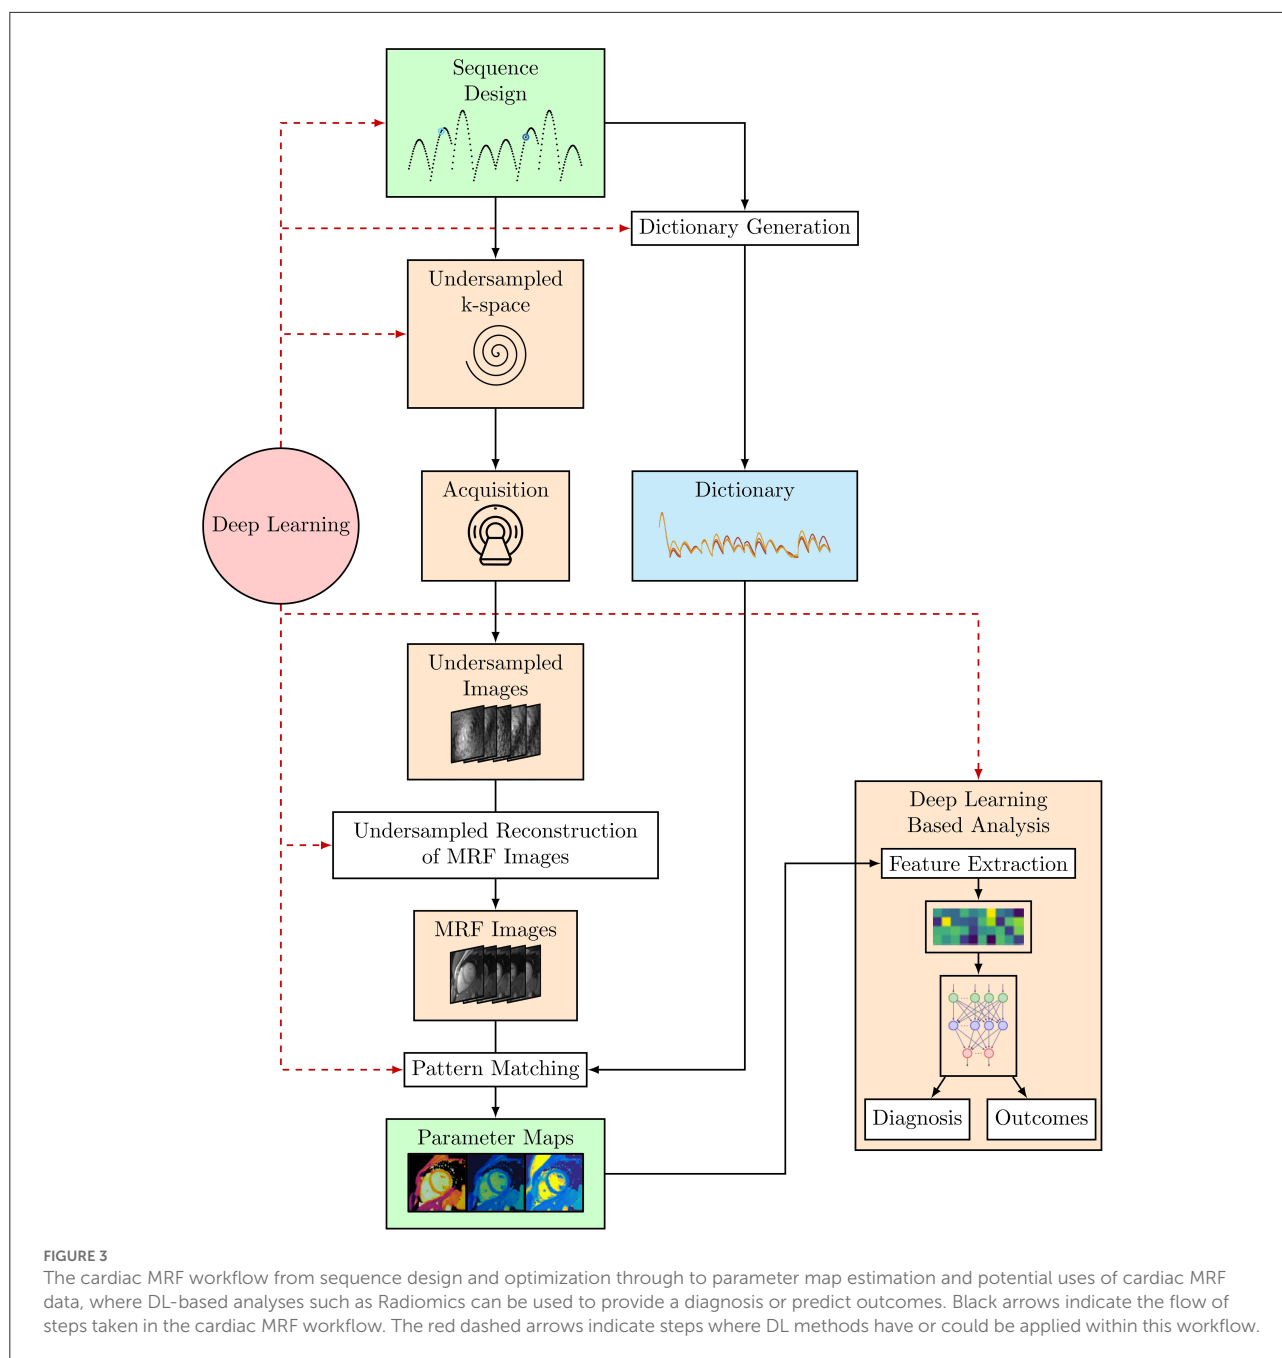 Sequence
Design
Dictionary Generation
Undersampled
k-space
Deep Learning
Acquisition
Dictionary
Undersampled
Images
Undersampled Reconstruction
of MRF Images
MRF Images
Pattern Matching
Parameter Maps
Deep Learning
Based Analysis
Feature Extraction
Diagnosis
Outcomes
FIGURE 3
The cardiac MRF workflow from sequence design and optimization through to parameter map estimation and potential uses of cardiac MRF
data, where DL-based analyses such as Radiomics can be used to provide a diagnosis or predict outcomes. Black arrows indicate the flow of
steps taken in the cardiac MRF workflow. The red dashed arrows indicate steps where DL methods have or could be applied within this workflow.